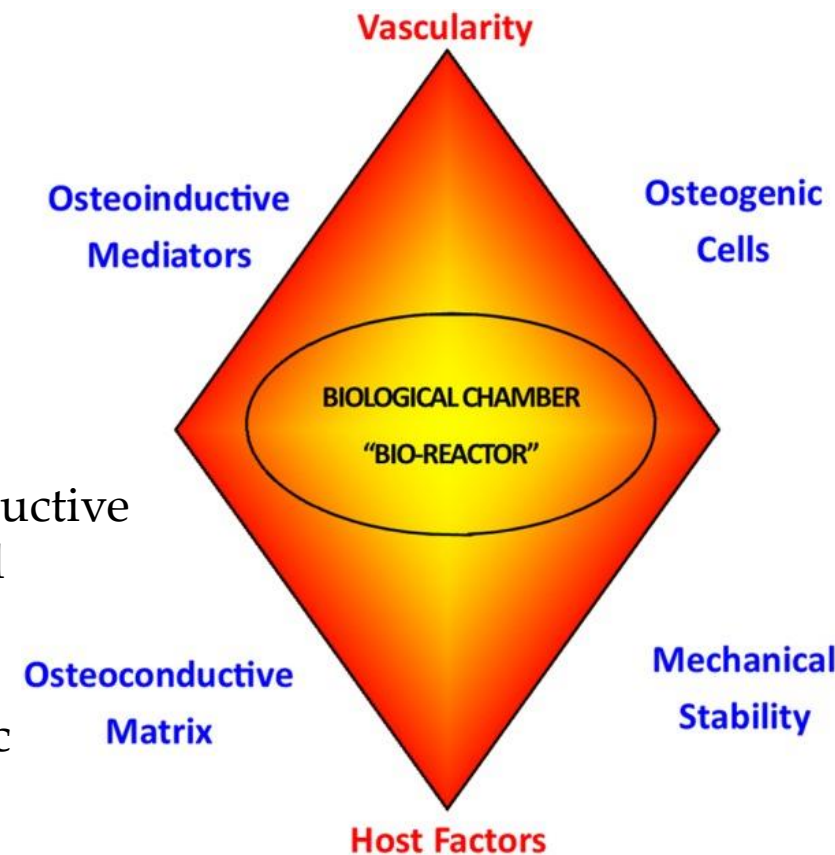 Vascularity
Osteoinductive
Mediators
Osteogenic
Cells
BIOLOGICAL CHAMBER
“BIO-REACTOR”
Osteoconductive
Matrix
Mechanical
Stability
Host Factors